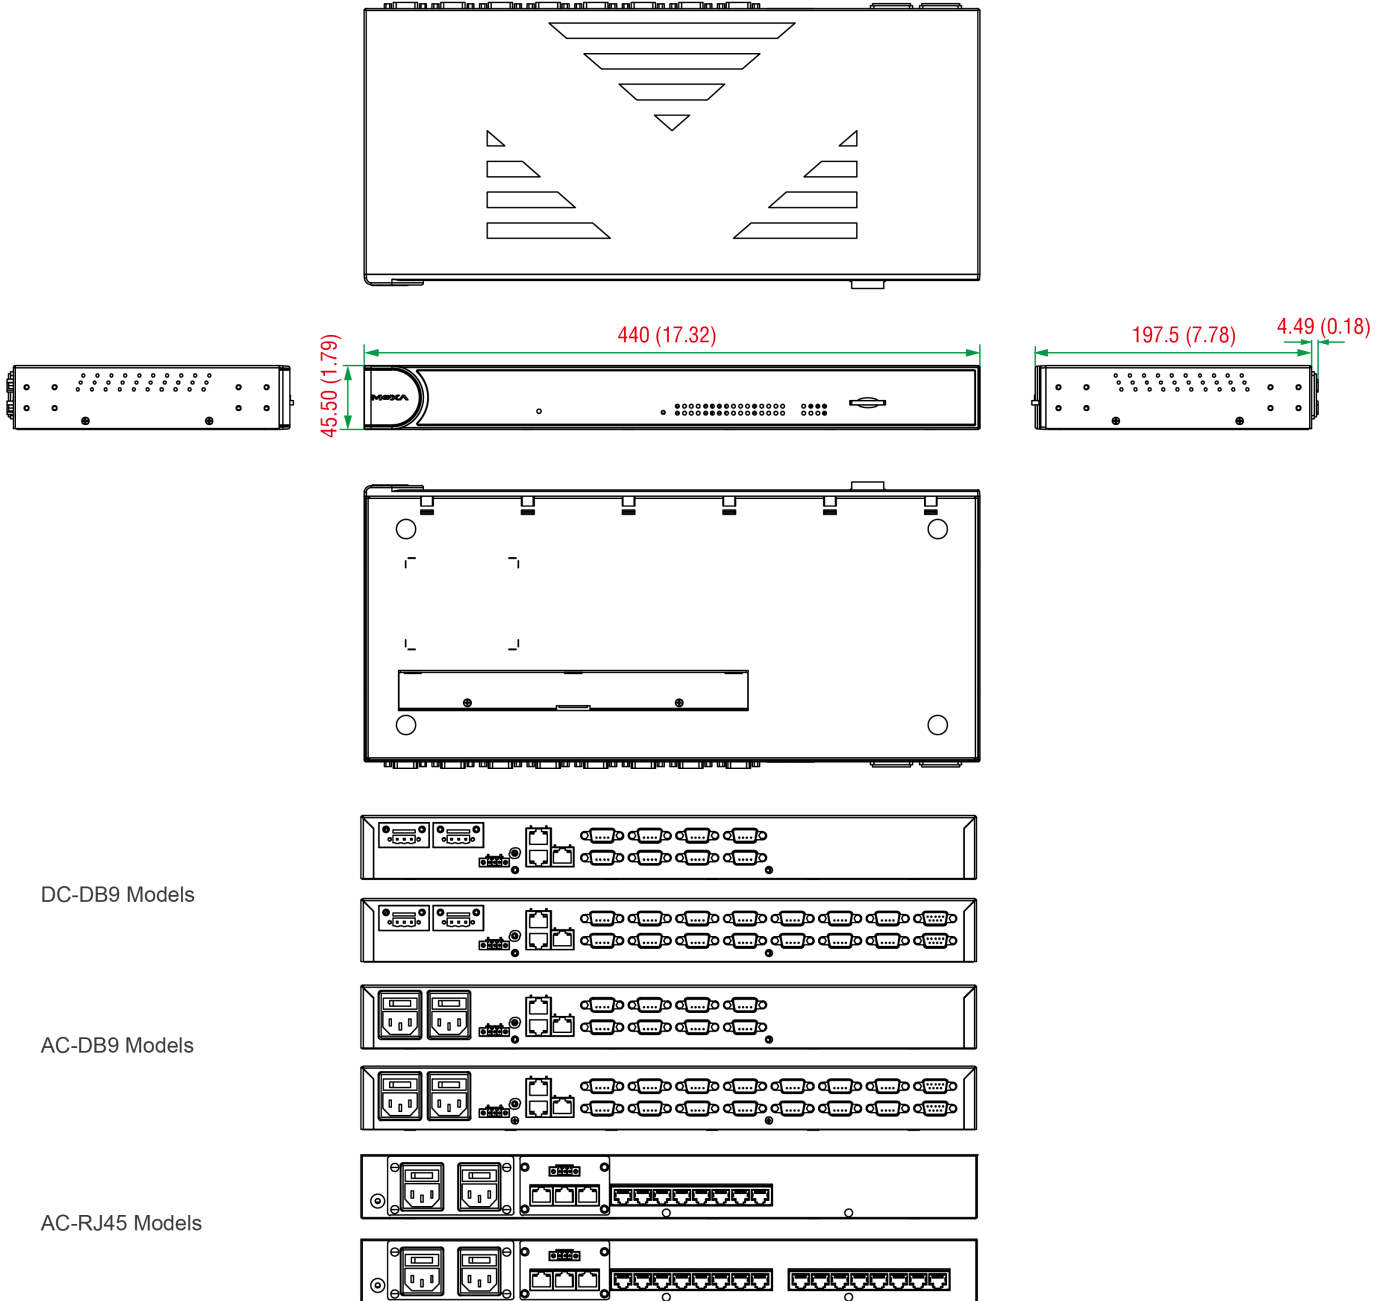 440 (17.32)
197.5 (7.78)
4.49 (0.18)
45.50 (1.79)
MOXA
DC-DB9 Models
AC-DB9 Models
AC-RJ45 Models